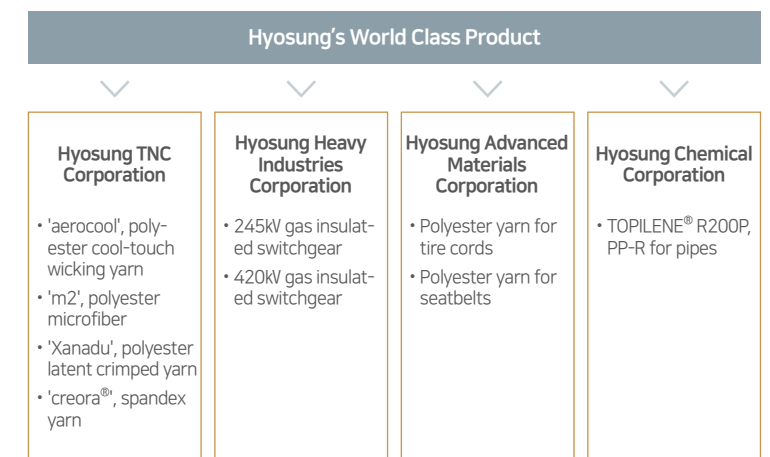 Hyosung's World Class Product
Hyosung TNC
Corporation
• 'aerocool', poly-
ester cool-touch
wicking yarn
• 'm2', polyester
microfiber
• 'Xanadu', polyester
latent crimped yarn
• 'creora®', spandex
yarn
Hyosung Heavy
Industries
Corporation
• 245kV gas insulat-
ed switchgear
• 420kV gas insulat-
ed switchgear
Hyosung Advanced
Materials
Corporation
• Polyester yarn for
tire cords
• Polyester yarn for
seatbelts
Hyosung Chemical
Corporation
• TOPILENE® R200P,
PP-R for pipes